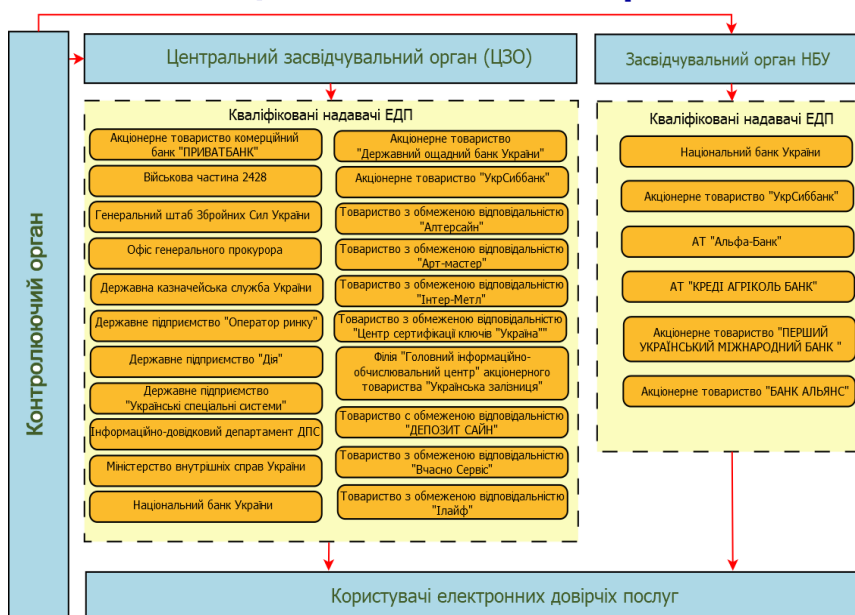 Контролюючий орган
Центральний засвідчувальний орган (ЦЗО)
Кваліфіковані надавачі ЕДП
Акціонерне товариство комерційний
банк "ПРИВАТБАНК"
Військова частина 2428
Генеральний штаб Збройних Сил України
Офіс генерального прокурора
Державна казначейська служба України
Державне підприємство "Оператор ринку"
Державне підприємство "Дія"
Державне підприємство
"Українські спеціальні системи"
Інформаційно-довідковий департамент ДПС
Міністерство внутрішніх справ України
Національний банк України
Акціонерне товариство
"Державний ощадний банк України"
Акціонерне товариство "УкрСиббанк"
Товариство з обмеженою відповідальністю
"Алтерсайн"
Товариство з обмеженою відповідальністю
"Арт-мастер"
Товариство з обмеженою відповідальністю
"Інтер-Метл"
Товариство з обмеженою відповідальністю
"Центр сертифікації ключів "Україна""
Філія "Головний інформаційно-
обчислювальний центр" акціонерного
товариства "Українська залізниця"
Товариство с обмеженою відповідальністю
"ДЕПОЗИТ САЙН"
Товариство з обмеженою відповідальністю
"Вчасно Сервіс"
Товариство з обмеженою відповідальністю
"Ілайф"
Засвідчувальний орган НБУ
Кваліфіковані надавачі ЕДП
Національний банк України
Акціонерне товариство "УкрСиббанк"
АТ "Альфа-Банк"
АТ "КРЕДІ АГРІКОЛЬ БАНК"
Акціонерне товариство "ПЕРШИЙ
УКРАЇНСЬКИЙ МІЖНАРОДНИЙ БАНК "
Акціонерне товариство "БАНК АЛЬЯНС"
Користувачі електронних довірчіх послуг